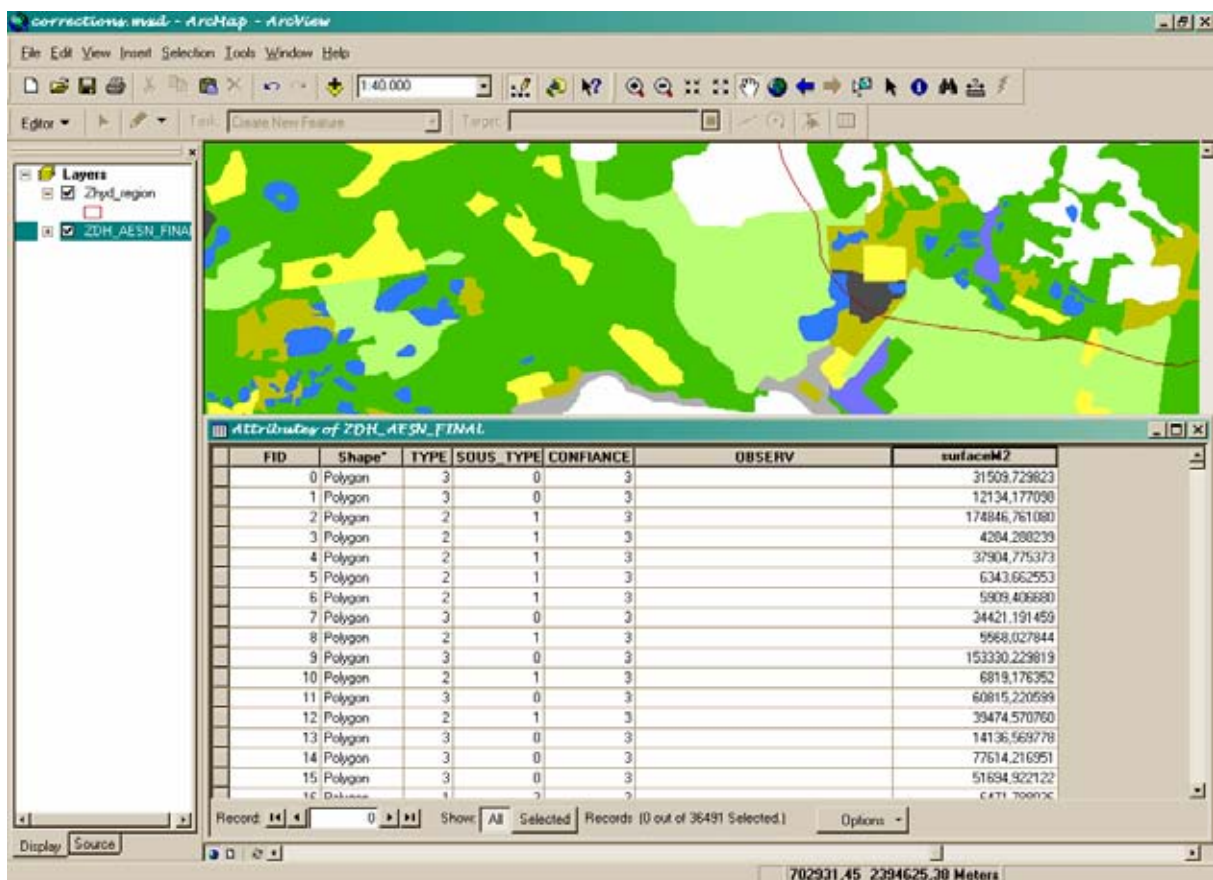 corrections.mxd - ArcMap - ArcView
File Edit View Insert Selection Tools Window Help
1:40.000
Editor Task: Create New Feature Target:
Layers
Zhyd_region
ZDH_AESN_FINAL
Attributes of ZDH_AESN_FINAL
FID Shape* TYPE SOUS_TYPE CONFIANCE OBSERV surfaceM2
0 Polygon 3 0 3 31509,729823
1 Polygon 3 0 3 12134,177098
2 Polygon 2 1 3 174846,761080
3 Polygon 2 1 3 4284,288239
4 Polygon 2 1 3 37904,775373
5 Polygon 2 1 3 6343,662553
6 Polygon 2 1 3 5909,406680
7 Polygon 3 0 3 34421,191459
8 Polygon 2 1 3 5568,027844
9 Polygon 3 0 3 153330,229819
10 Polygon 2 1 3 6819,176352
11 Polygon 3 0 3 60815,220599
12 Polygon 2 1 3 39474,570760
13 Polygon 3 0 3 14136,569778
14 Polygon 3 0 3 77614,216951
15 Polygon 3 0 3 51694,922122
16 Polygon
Record: 0 Show: All Selected Records (0 out of 36491 Selected.) Options
Display Source
702931,45 2394625,38 Meters